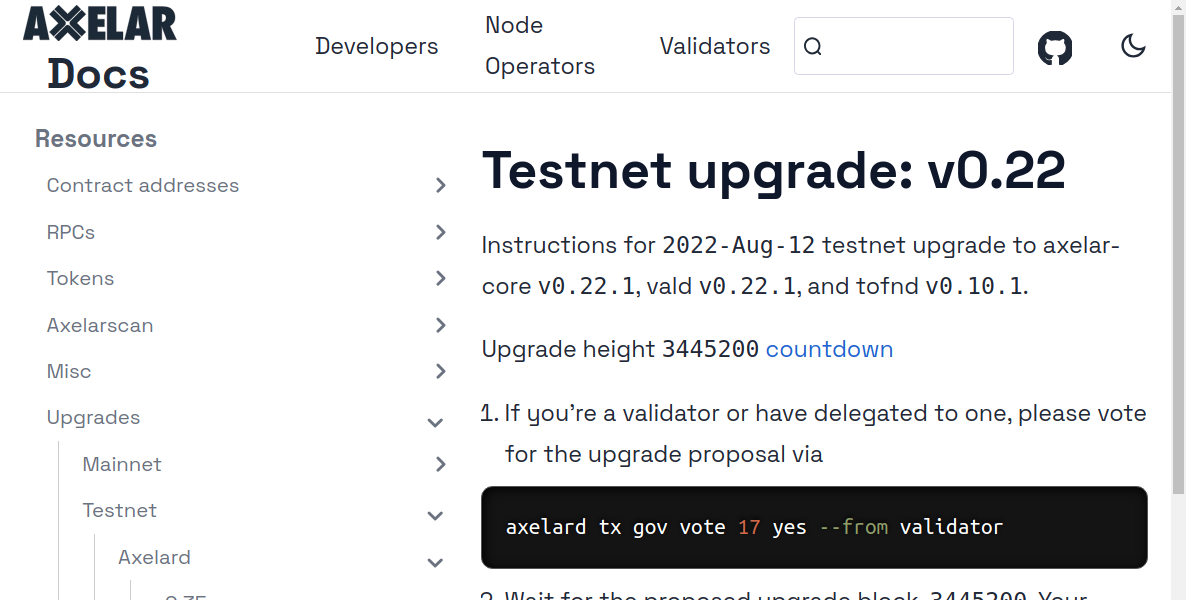 AXELAR
Docs
Developers
Node
Operators
Validators
Resources
Contract addresses
RPCs
Tokens
Axelarscan
Misc
Upgrades
Mainnet
Testnet
Axelard
Testnet upgrade: v0.22
Instructions for 2022-Aug-12 testnet upgrade to axelar-
core v0.22.1, vald v0.22.1, and tofnd v0.10.1.
Upgrade height 3445200 countdown
1. If you’re a validator or have delegated to one, please vote
for the upgrade proposal via
axelard tx gov vote 17 yes --from validator
2. Wait for the proposed upgrade block, 3445200. Your